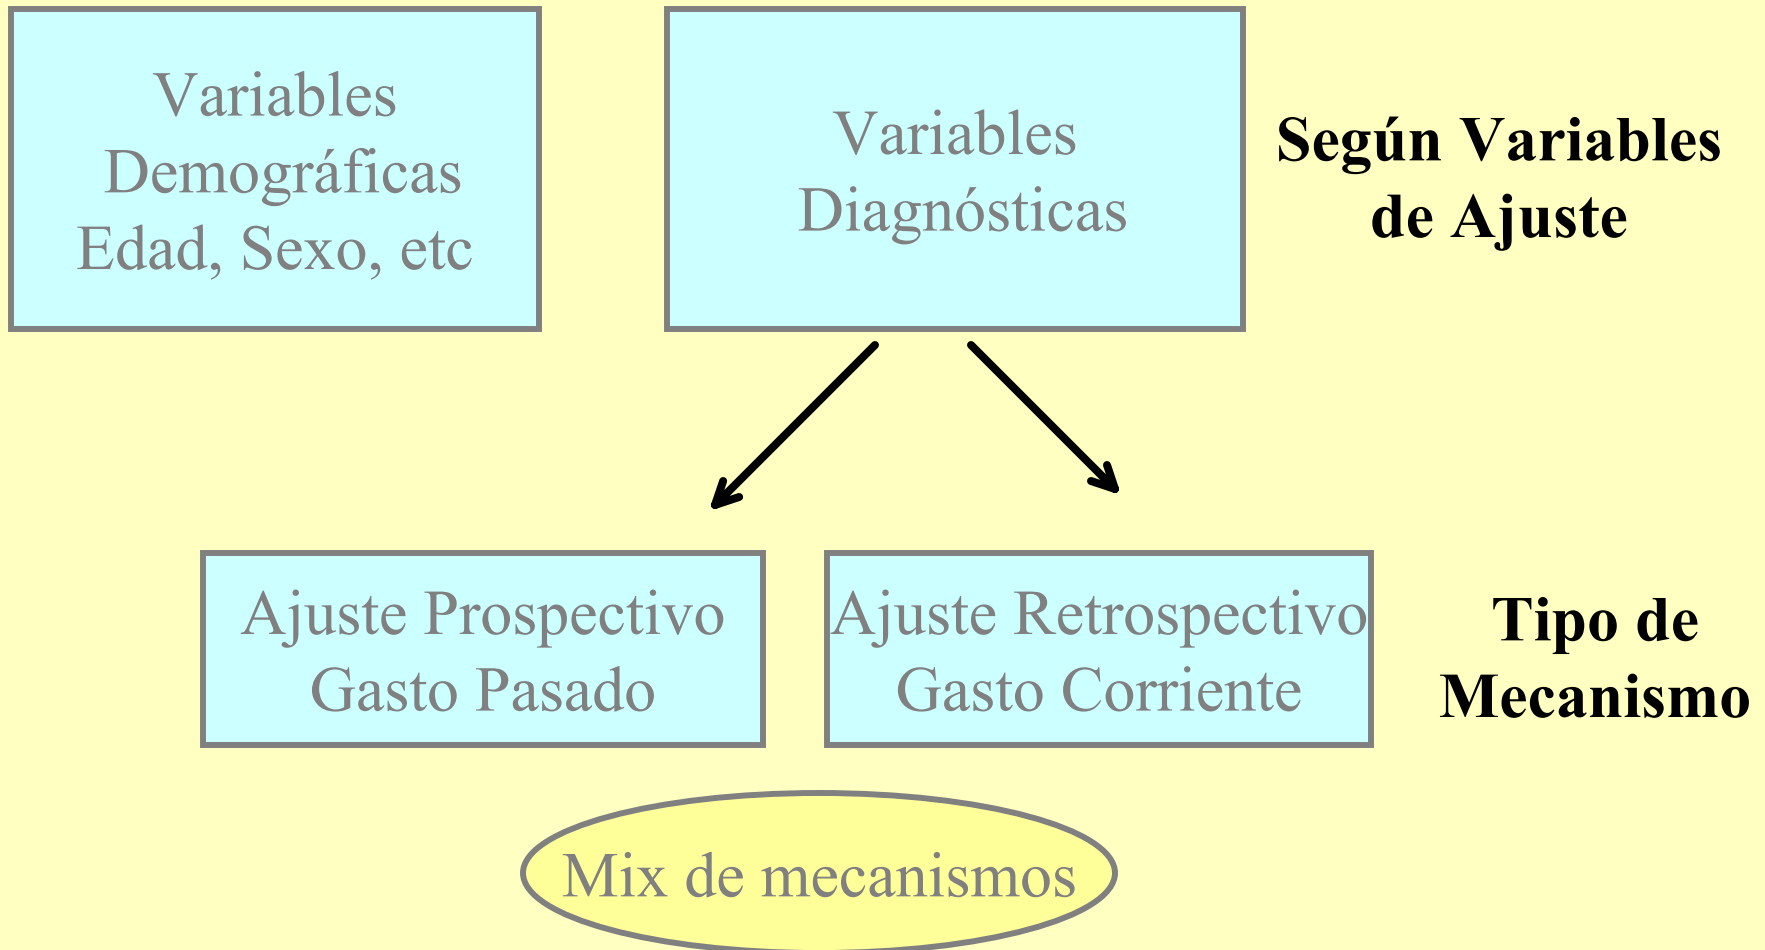 Variables
Demográficas
Edad, Sexo, etc
Variables
Diagnósticas
Según Variables
de Ajuste
Ajuste Prospectivo
Gasto Pasado
Ajuste Retrospectivo
Gasto Corriente
Tipo de
Mecanismo
Mix de mecanismos